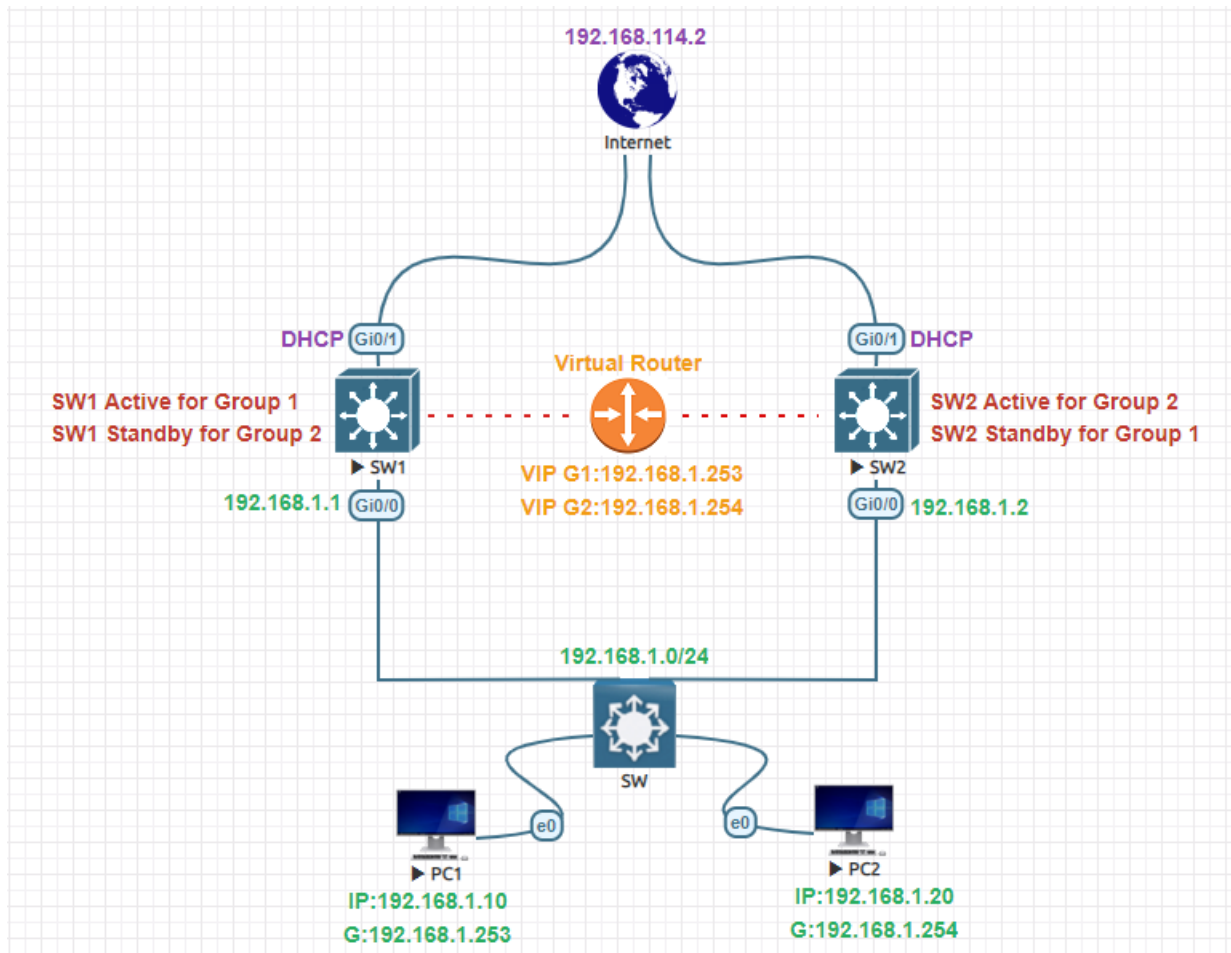 192.168.114.2
Internet
DHCP Gi0/1
Gi0/1 DHCP
Virtual Router
SW1 Active for Group 1
SW1 Standby for Group 2
SW2 Active for Group 2
SW2 Standby for Group 1
SW1
SW2
VIP G1:192.168.1.253
VIP G2:192.168.1.254
192.168.1.1 Gi0/0
Gi0/0 192.168.1.2
192.168.1.0/24
SW
e0
e0
PC1
PC2
IP:192.168.1.10
G:192.168.1.253
IP:192.168.1.20
G:192.168.1.254